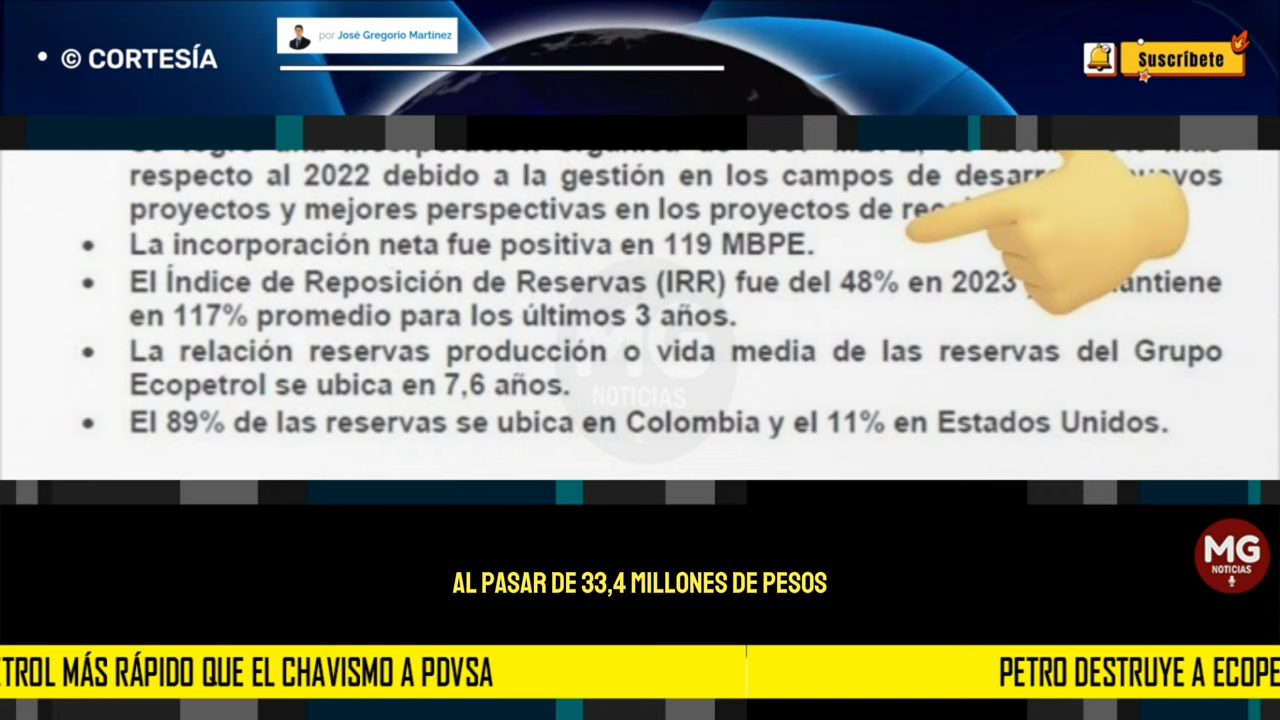 © CORTESÍA
por José Gregorio Martínez
Suscríbete
respecto al 2022 debido a la gestión en los campos de
proyectos y mejores perspectivas en los proyectos de
La incorporación neta fue positiva en 119 MBPE.
El Índice de Reposición de Reservas (IRR) fue del 48% en 2023
en 117% promedio para los últimos 3 años.
La relación reservas producción o vida media de las reservas del Grupo
Ecopetrol se ubica en 7,6 años.
El 89% de las reservas se ubica en Colombia y el 11% en Estados Unidos.
MG
NOTICIAS
AL PASAR DE 33,4 MILLONES DE PESOS
MG
NOTICIAS
TROL MÁS RÁPIDO QUE EL CHAVISMO A PDVSA
PETRO DESTRUYE A ECOPE